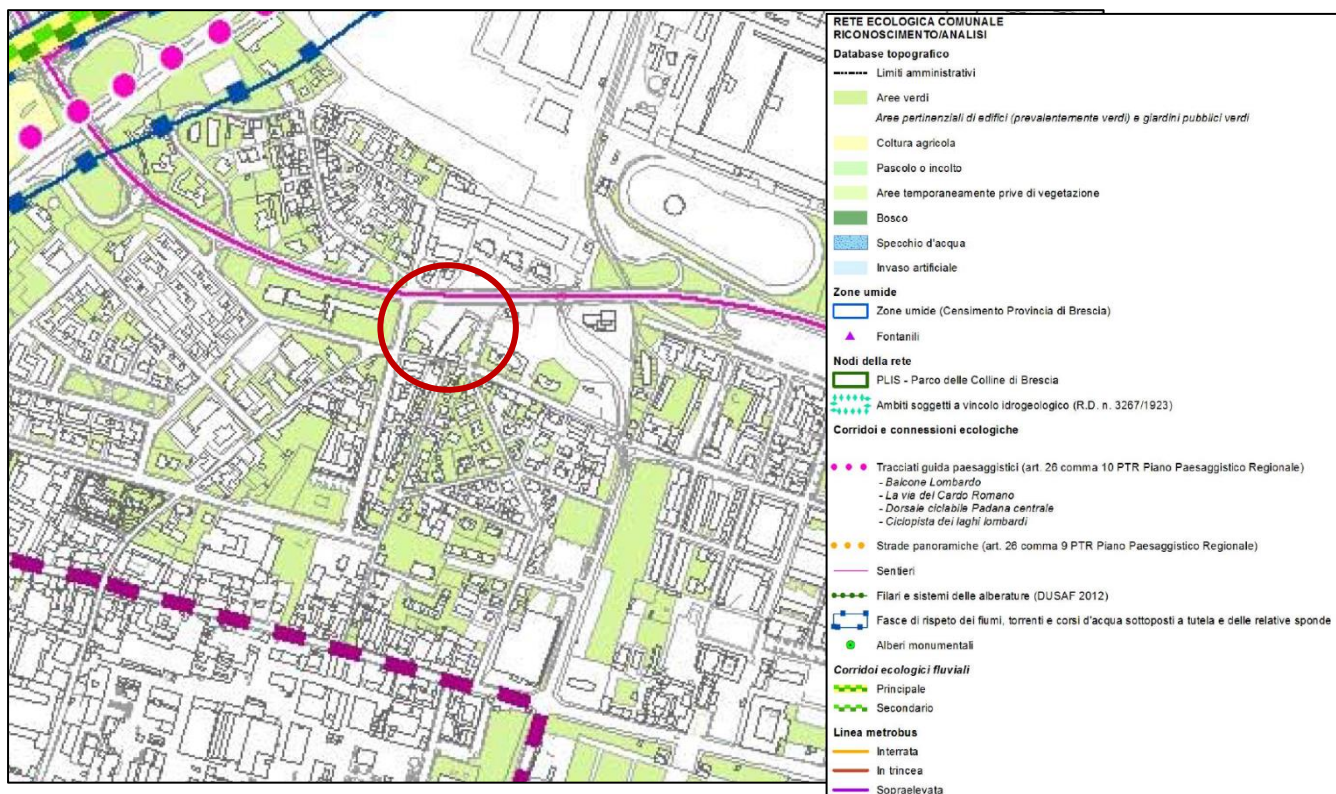 RETE ECOLOGICA COMUNALE
RICONOSCIMENTO/ANALISI
Database topografico
Limiti amministrativi
Aree verdi
Aree pertinenziali di edifici (prevalentemente verdi) e giardini pubblici verdi
Coltura agricola
Pascolo o incolto
Aree temporaneamente prive di vegetazione
Bosco
Specchio d'acqua
Invaso artificiale
Zone umide
Zone umide (Censimento Provincia di Brescia)
Fontanili
Nodi della rete
PLIS - Parco delle Colline di Brescia
Ambiti soggetti a vincolo idrogeologico (R.D. n. 3267/1923)
Corridoi e connessioni ecologiche
Tracciati guida paesaggistici (art. 26 comma 10 PTR Piano Paesaggistico Regionale)
- Balcone Lombardo
- La via del Cardo Romano
- Dorsale ciclabile Padana centrale
- Ciclopista dei laghi lombardi
Strade panoramiche (art. 26 comma 9 PTR Piano Paesaggistico Regionale)
Sentieri
Filari e sistemi delle alberature (DUSAF 2012)
Fasce di rispeto dei fiumi, torrenti e corsi d'acqua sottoposti a tutela e delle relative sponde
Alberi monumentali
Corridoi ecologici fluviali
Principale
Secondario
Linea metrobus
Interrata
In trincea
Sopraelevata